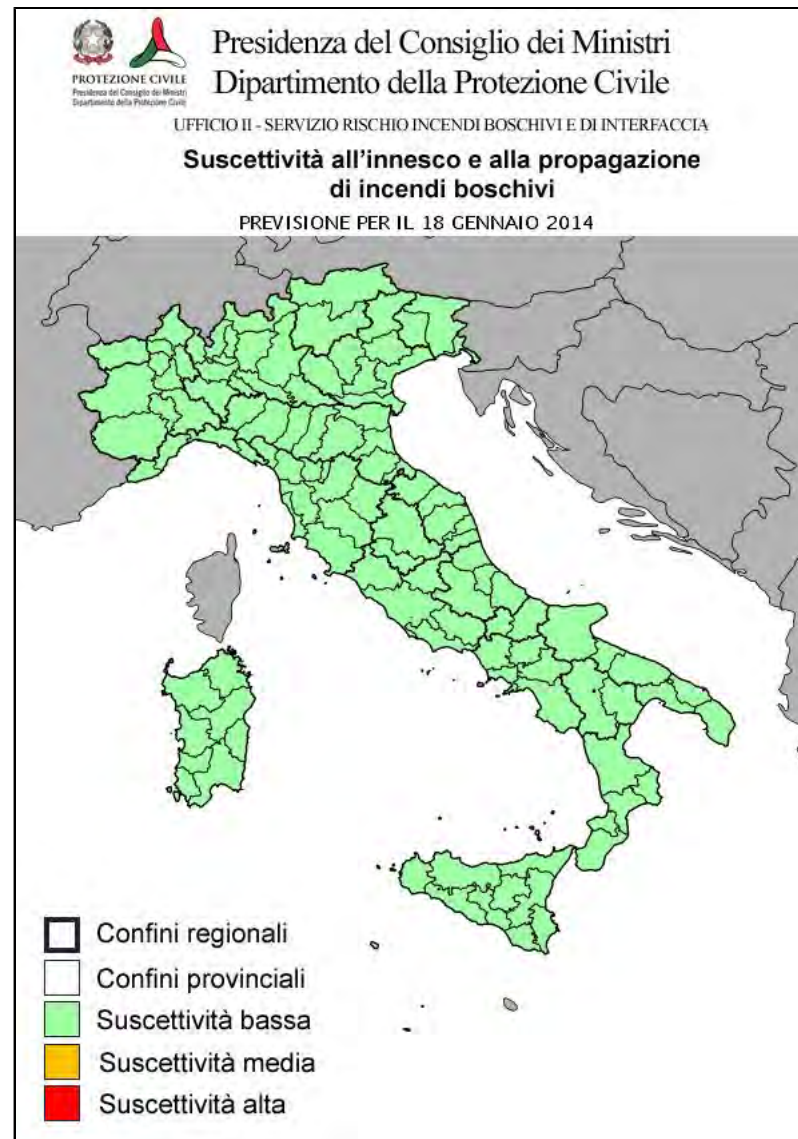 Presidenza del Consiglio dei Ministri
Dipartimento della Protezione Civile
PROTEZIONE CIVILE
Presidenza del Consiglio dei Ministri
Dipartimento della Protezione Civile
UFFICIO II - SERVIZIO RISCHIO INCENDI BOSCHIVI E DI INTERFACCIA
Suscettività all'innesco e alla propagazione
di incendi boschivi
PREVISIONE PER IL 18 GENNAIO 2014
Confini regionali
Confini provinciali
Suscettività bassa
Suscettività media
Suscettività alta